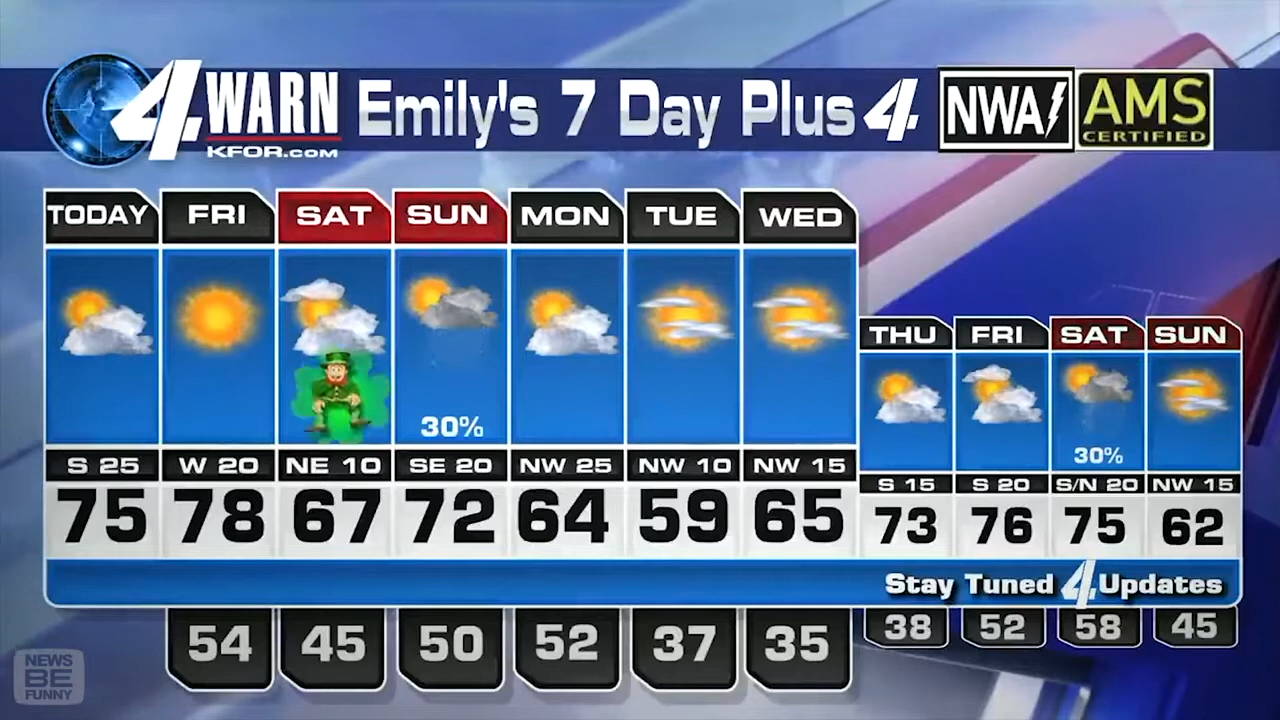 4WARN
KFOR.COM
Emily's 7 Day Plus 4
NWA
AMS
CERTIFIED
TODAY FRI SAT SUN MON TUE WED
THU FRI SAT SUN
30%
30%
S 25 W 20 NE 10 SE 20 NW 25 NW 10 NW 15
S 15 S 20 S/N 20 NW 15
75 78 67 72 64 59 65
73 76 75 62
Stay Tuned 4 Updates
54 45 50 52 37 35
38 52 58 45
NEWS
BE
FUNNY